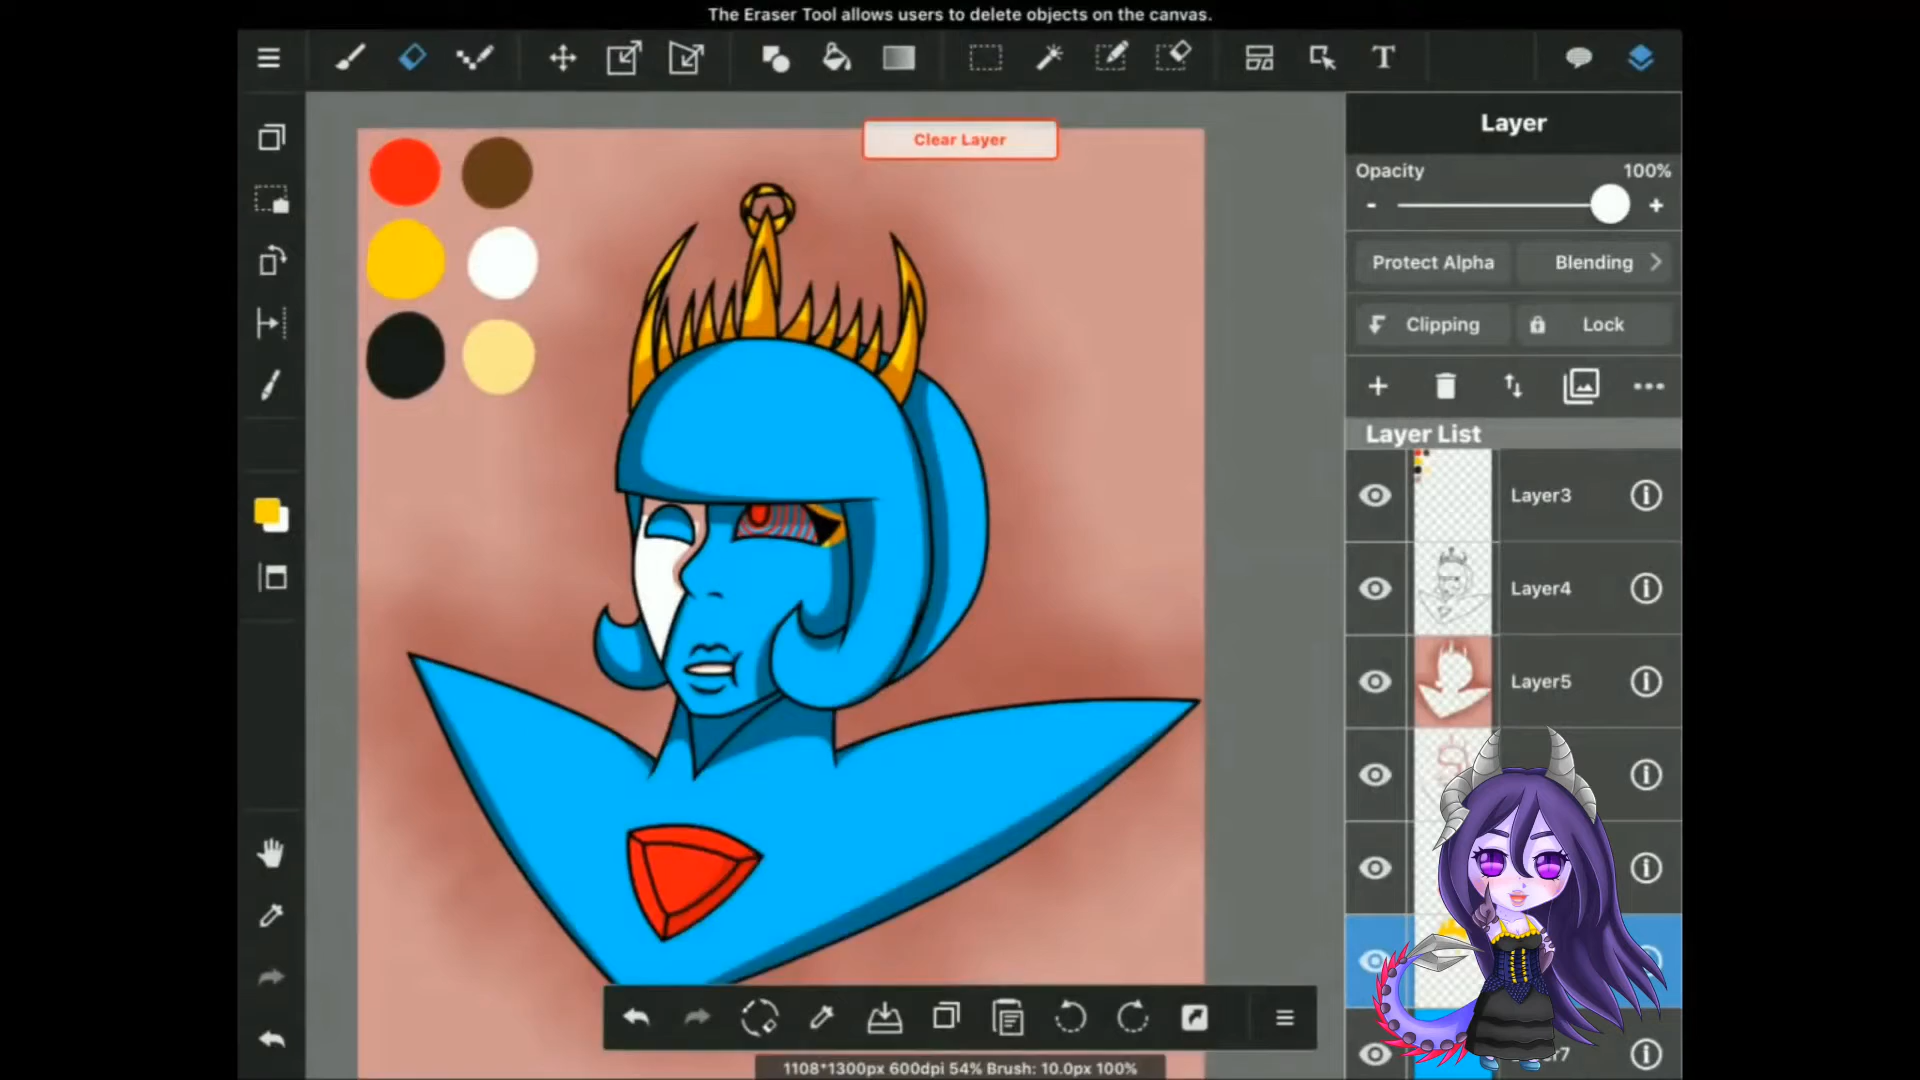 The Eraser Tool allows users to delete objects on the canvas.
T
Clear Layer
Layer
Opacity 100%
- +
Protect Alpha Blending
Clipping Lock
Layer List
Layer3
Layer4
Layer5
1108*1300px 600dpi 54% Brush: 10.0px 100%